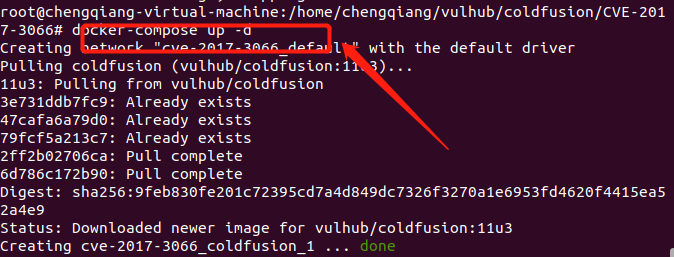 root@chengqiang-virtual-machine:/home/chengqiang/vulhub/coldfusion/CVE-201
7-3066# docker-compose up -d
Creating network "cve-2017-3066_default" with the default driver
Pulling coldfusion (vulhub/coldfusion:11u3)...
11u3: Pulling from vulhub/coldfusion
3e731ddb7fc9: Already exists
47cafa6a79d0: Already exists
79fcf5a213c7: Already exists
2ff2b02706ca: Pull complete
6d786c172b90: Pull complete
Digest: sha256:9feb830fe201c72395cd7a4d849dc7326f3270a1e6953fd4620f4415ea5
2a4e9
Status: Downloaded newer image for vulhub/coldfusion:11u3
Creating cve-2017-3066_coldfusion_1 ... done